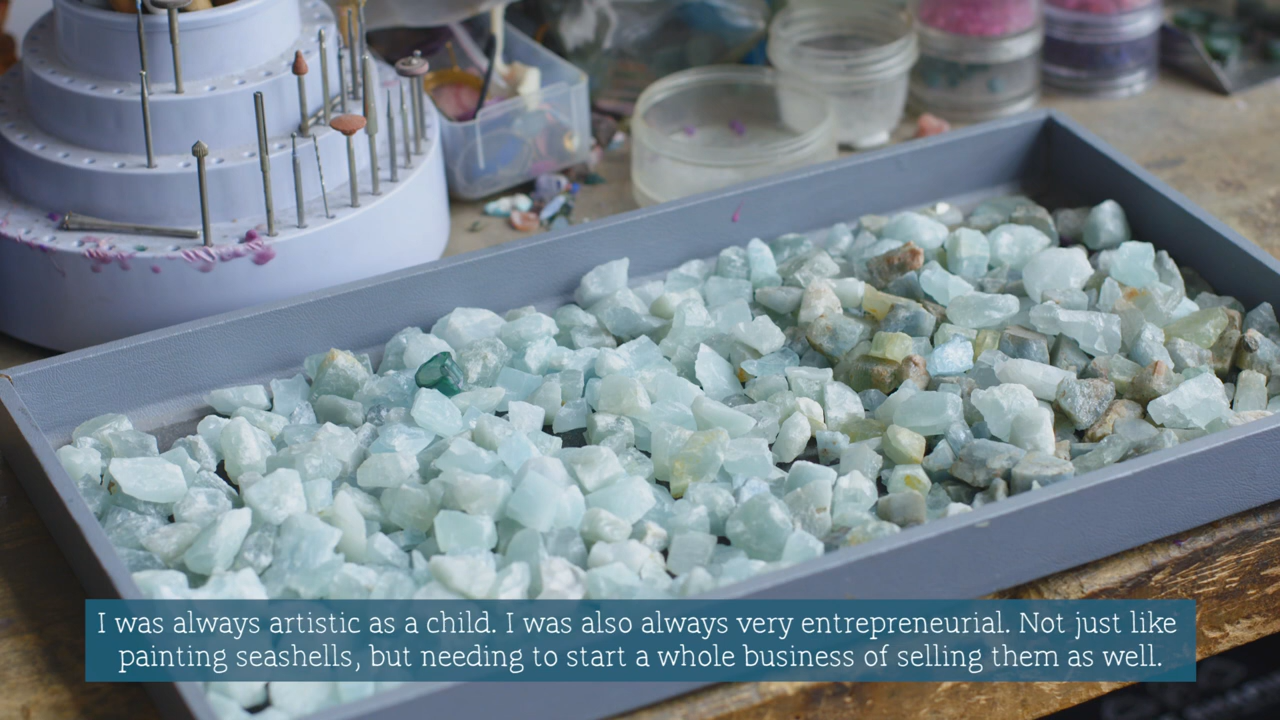 I was always artistic as a child. I was also always very entrepreneurial. Not just like
painting seashells, but needing to start a whole business of selling them as well.